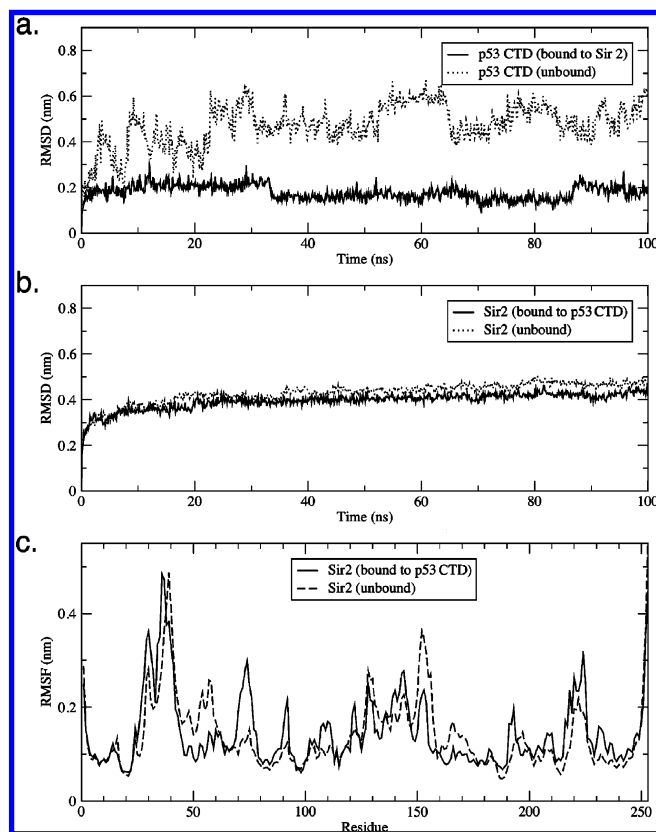 a.
0.8
0.6
0.4
0.2
0
RMSD (nm)
p53 CTD (bound to Sir 2)
p53 CTD (unbound)
0 20 40 60 80 100
Time (ns)
b.
0.8
0.6
0.4
0.2
0
RMSD (nm)
Sir2 (bound to p53 CTD)
Sir2 (unbound)
0 20 40 60 80 100
Time (ns)
c.
0.4
0.2
0
RMSF (nm)
Sir2 (bound to p53 CTD)
Sir2 (unbound)
0 50 100 150 200 250
Residue